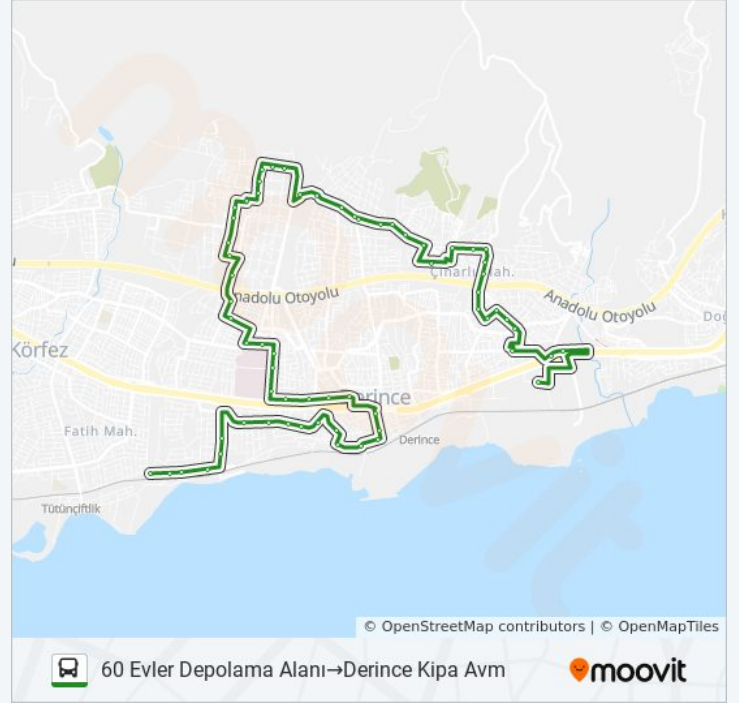 Çınarlı Mah.
Anadolu Otoyolu
Anadolu Otoyolu
Körfez
Derince
Fatih Mah.
Derince
Tütünçiftlik
© OpenStreetMap contributors | © OpenMapTiles
60 Evler Depolama Alanı→Derince Kipa Avm
moovit